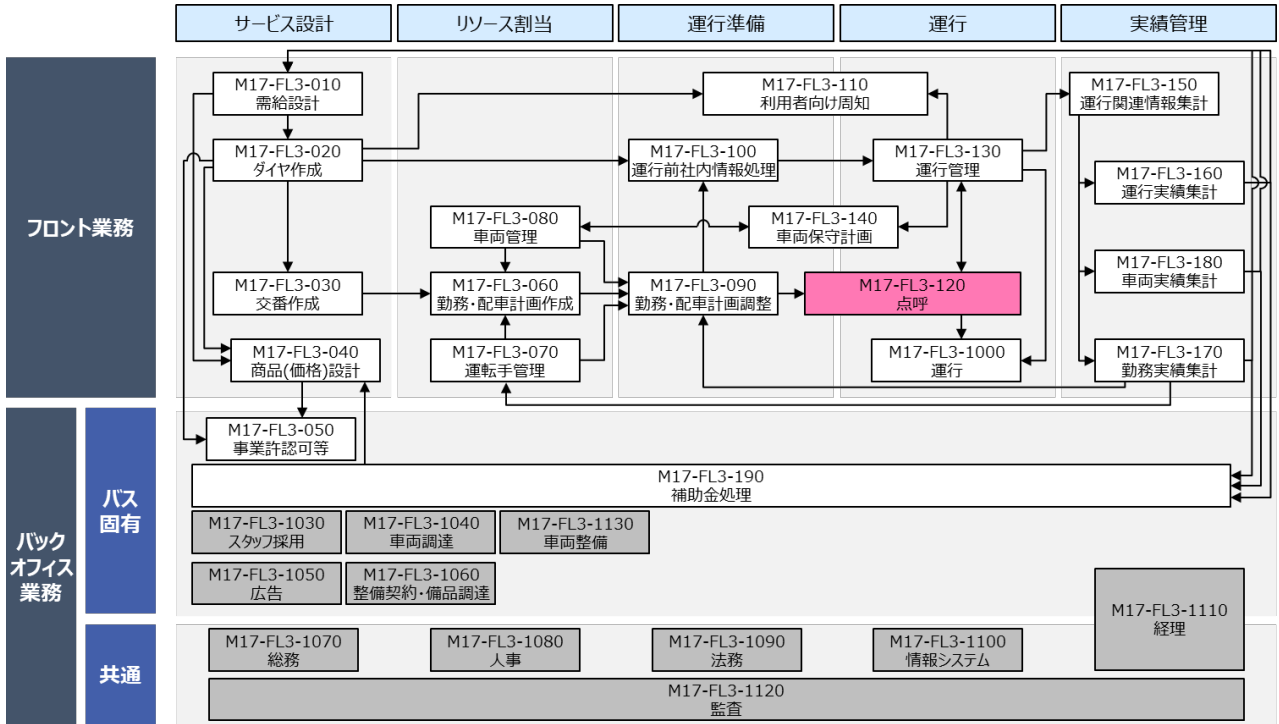 サービス設計
リソース割当
運行準備
運行
実績管理
フロント業務
M17-FL3-010
需給設計
M17-FL3-110
利用者向け周知
M17-FL3-150
運行関連情報集計
M17-FL3-020
ダイヤ作成
M17-FL3-100
運行前社内情報処理
M17-FL3-130
運行管理
M17-FL3-160
運行実績集計
M17-FL3-080
車両管理
M17-FL3-140
車両保守計画
M17-FL3-030
交番作成
M17-FL3-060
勤務・配車計画作成
M17-FL3-090
勤務・配車計画調整
M17-FL3-120
点呼
M17-FL3-180
車両実績集計
M17-FL3-040
商品(価格)設計
M17-FL3-070
運転手管理
M17-FL3-1000
運行
M17-FL3-170
勤務実績集計
バック
オフィス
業務
バス
固有
M17-FL3-050
事業許認可等
M17-FL3-190
補助金処理
M17-FL3-1030
スタッフ採用
M17-FL3-1040
車両調達
M17-FL3-1130
車両整備
M17-FL3-1050
広告
M17-FL3-1060
整備契約・備品調達
M17-FL3-1110
経理
共通
M17-FL3-1070
総務
M17-FL3-1080
人事
M17-FL3-1090
法務
M17-FL3-1100
情報システム
M17-FL3-1120
監査